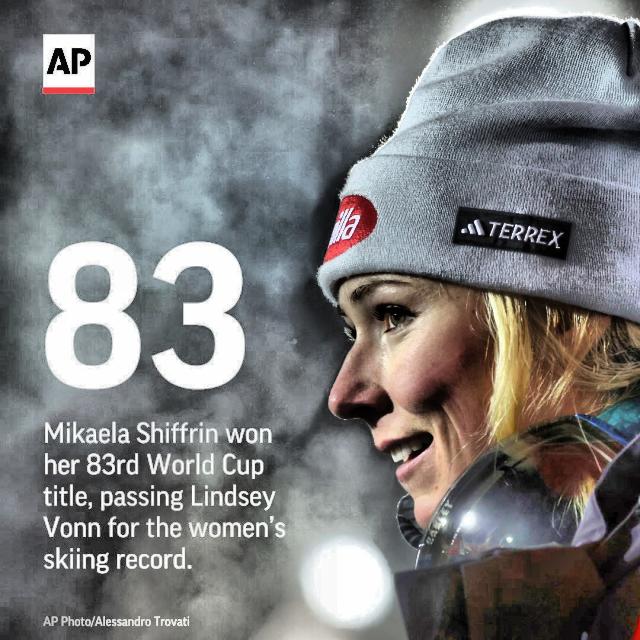 AP
illa
TERREX
83
Mikaela Shiffrin won
her 83rd World Cup
title, passing Lindsey
Vonn for the women's
skiing record.
AP Photo/Alessandro Trovati